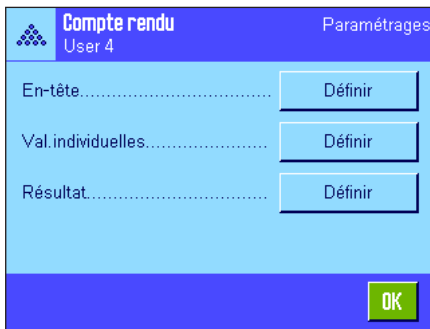 Compte rendu Paramétrages
User 4
En-tête.................................. Définir
Val.individuelles....................... Définir
Résultat................................. Définir
OK